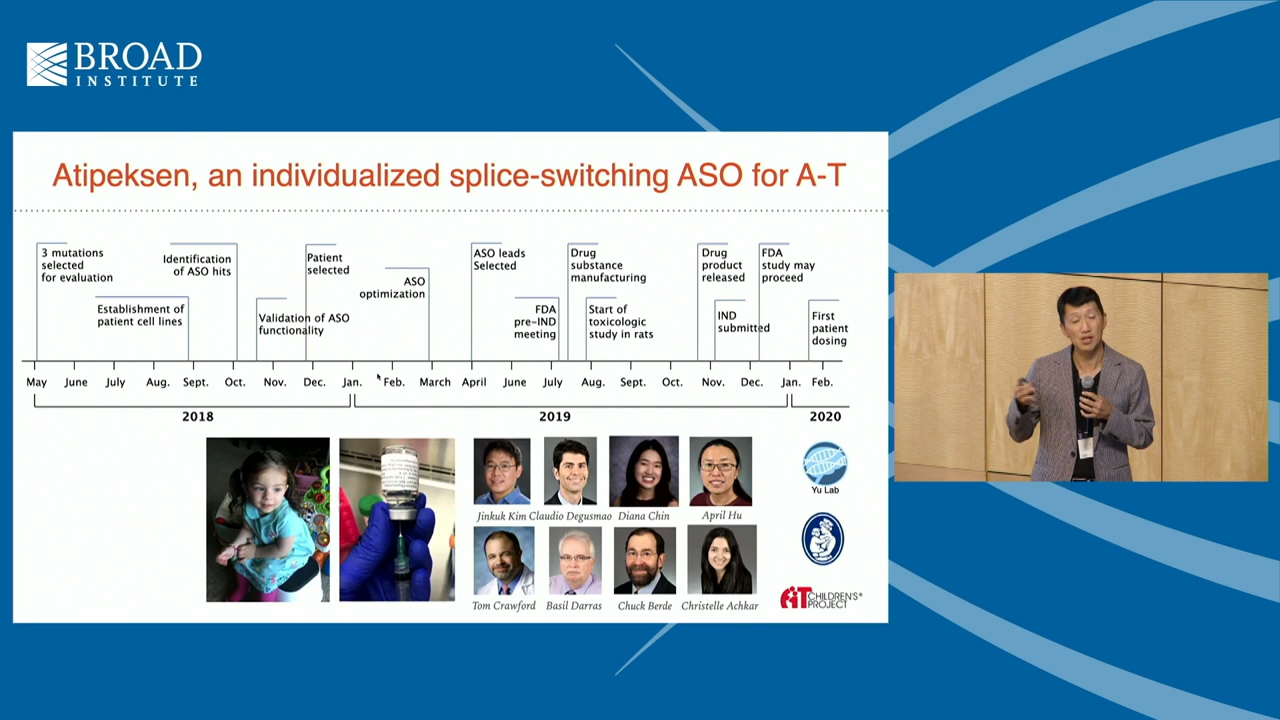 BROAD
INSTITUTE
Atipeksen, an individualized splice-switching ASO for A-T
3 mutations
selected
for evaluation
Establishment of
patient cell lines
Identification
of ASO hits
Validation of ASO
functionality
Patient
selected
ASO
optimization
ASO leads
Selected
FDA
pre-IND
meeting
Drug
substance
manufacturing
Start of
toxicologic
study in rats
Drug
product
released
IND
submitted
FDA
study may
proceed
First
patient
dosing
May June July Aug. Sept. Oct. Nov. Dec. Jan. Feb. March April June July Aug. Sept. Oct. Nov. Dec. Jan. Feb.
2018 2019 2020
Jinkuk Kim Claudio Degusmao Diana Chin April Hu
Yu Lab
Tom Crawford Basil Darras Chuck Berde Christelle Achkar
AT CHILDREN'S®
PROJECT